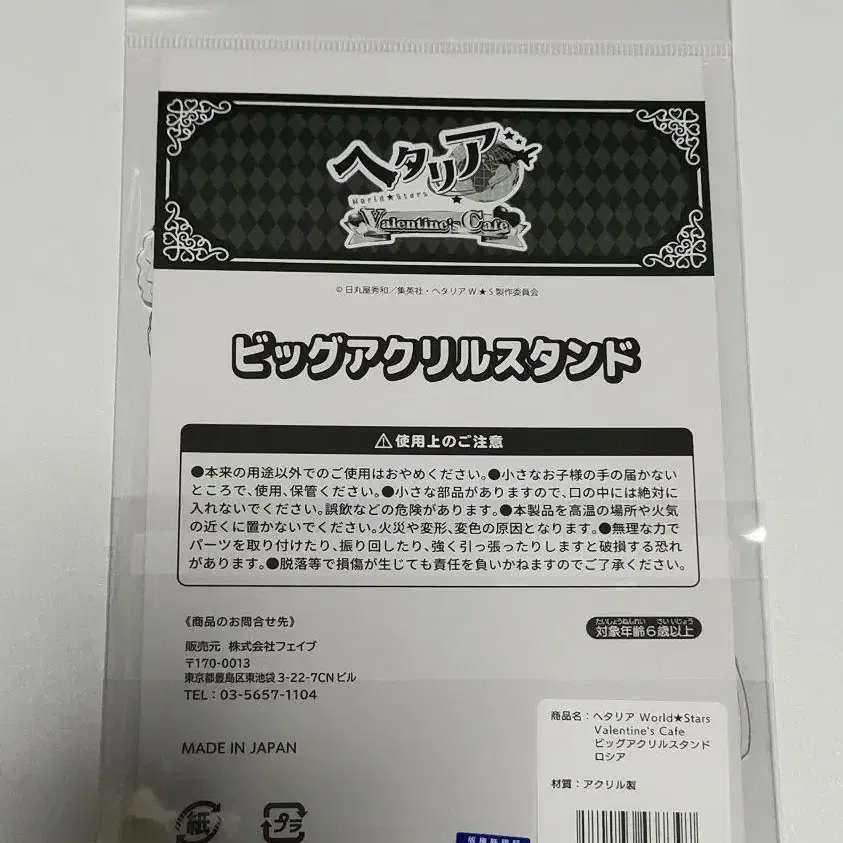 ヘタリア
World★Stars
Valentine's Cafe
©日丸屋秀和／集英社・ヘタリアW★S製作委員会
ビッグアクリルスタンド
⚠使用上のご注意
●本来の用途以外でのご使用はおやめください。●小さなお子様の手の届かない
ところで、使用、保管ください。●小さな部品がありますので、口の中には絶対に
入れないでください。誤飲などの危険があります。●本製品を高温の場所や火気
の近くに置かないでください。火災や変形、変色の原因となります。●無理な力で
パーツを取り付けたり、振り回したり、強く引っ張ったりしますと破損する恐れ
があります。●脱落等で損傷が生じても責任を負いかねますのでご了承ください。
《商品のお問合せ先》
販売元 株式会社フェイブ
〒170-0013
東京都豊島区東池袋3-22-7CNビル
TEL：03-5657-1104
MADE IN JAPAN
たいしょうねんれい さいいじょう
対象年齢6歳以上
商品名：ヘタリア World★Stars
Valentine's Cafe
ビッグアクリルスタンド
ロシア
材質：アクリル製
紙
プラ